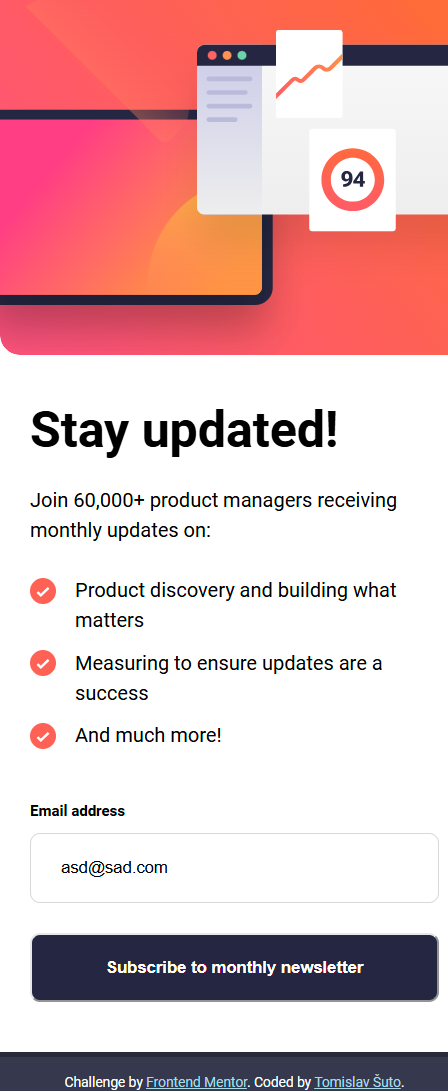 94
Stay updated!
Join 60,000+ product managers receiving
monthly updates on:
Product discovery and building what
matters
Measuring to ensure updates are a
success
And much more!
Email address
asd@sad.com
Subscribe to monthly newsletter
Challenge by Frontend Mentor. Coded by Tomislav Šuto.